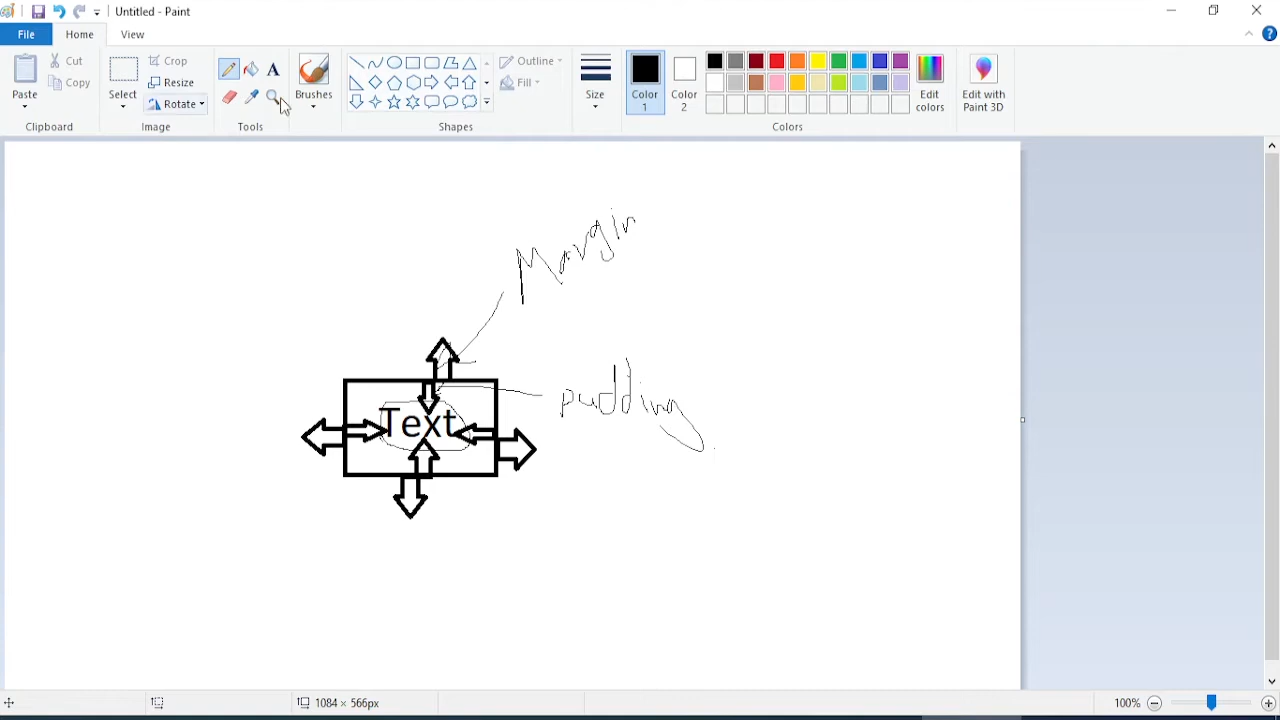 Untitled - Paint
File
Home
View
Paste
Cut
Copy
Clipboard
Select
Crop
Resize
Rotate
Image
A
Tools
Brushes
Outline
Fill
Shapes
Size
Color
1
Color
2
Edit
colors
Colors
Edit with
Paint 3D
Margin
padding
Text
1084 × 566px
100%